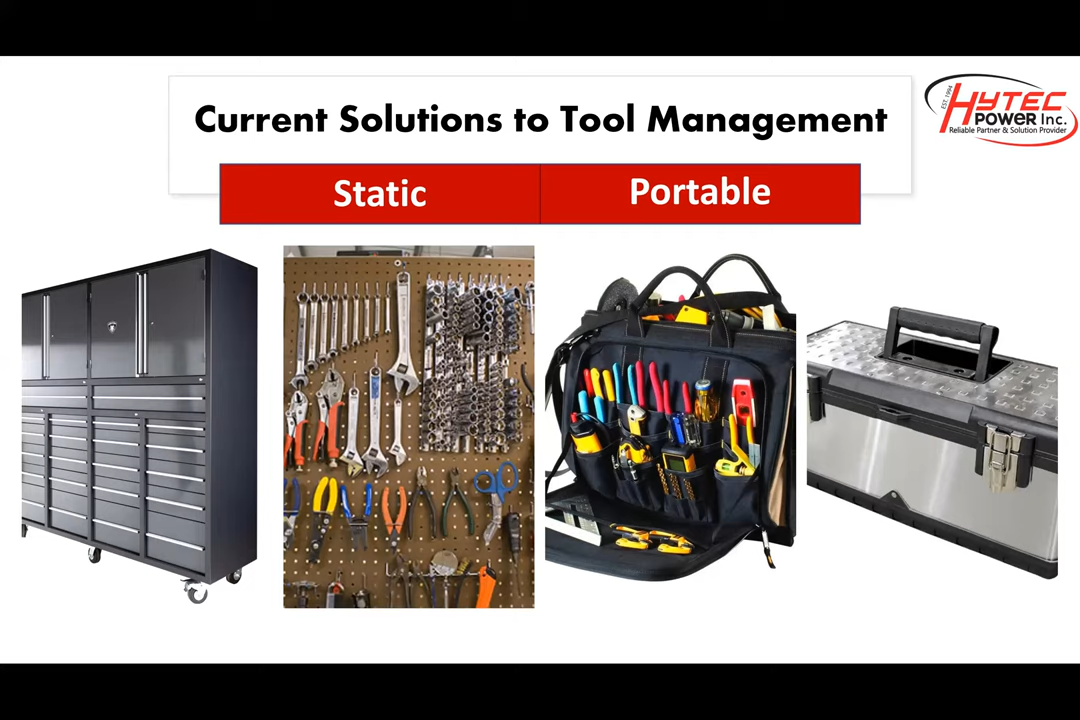 Current Solutions to Tool Management
EST. 1994
HYTEC
POWER Inc.
Reliable Partner & Solution Provider
Static
Portable